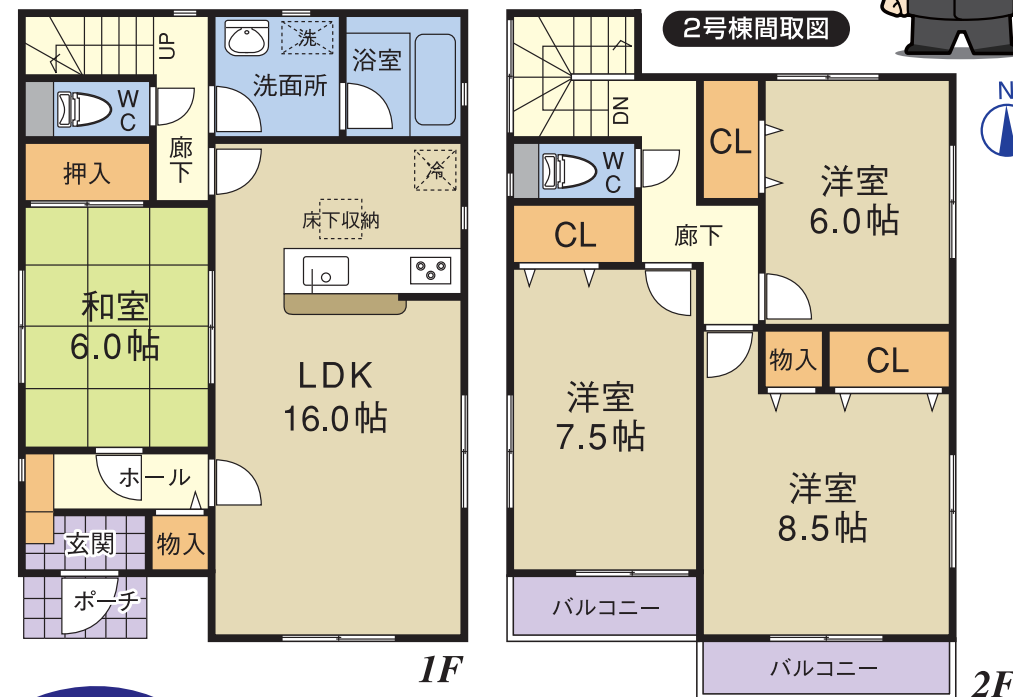 2号棟間取図
UP
洗
洗面所
浴室
W
C
廊
下
押入
冷
床下収納
和室
6.0帖
LDK
16.0帖
ホール
玄関
物入
ポーチ
1F
DN
W
C
CL
洋室
6.0帖
CL
廊下
物入
CL
洋室
7.5帖
洋室
8.5帖
バルコニー
バルコニー
2F
N